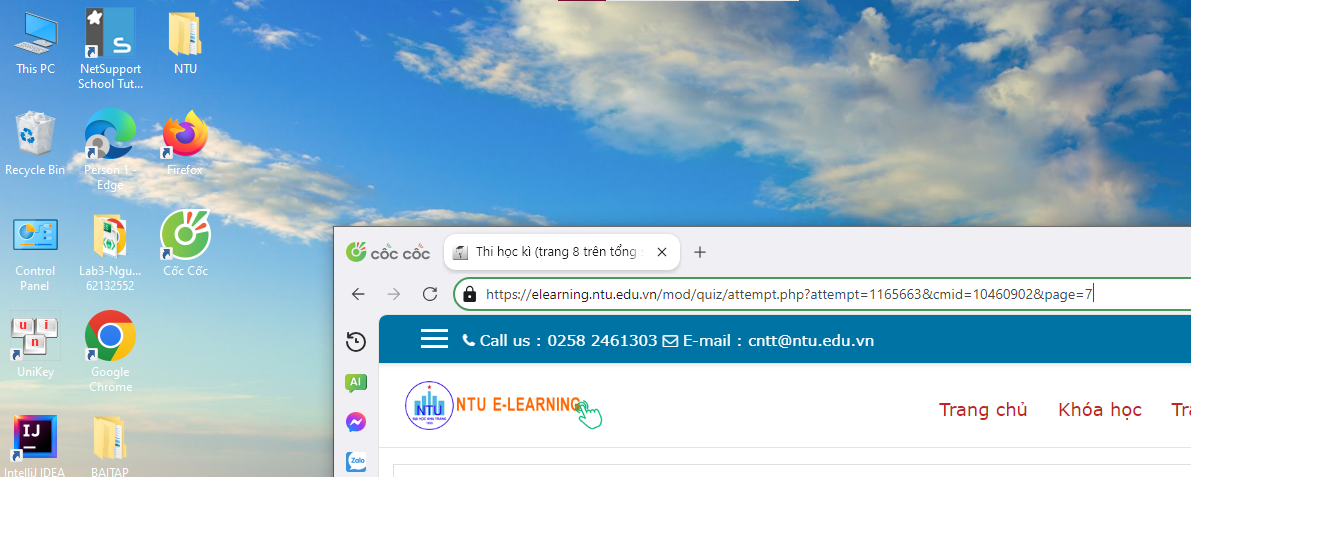 This PC
NetSupport
School Tut...
NTU
Recycle Bin
Person 1 -
Edge
Firefox
Control
Panel
Lab3-Ngu...
62132552
Cốc Cốc
UniKey
Google
Chrome
IntelliJ IDEA
BAITAP
cốc cốc
Thi học kì (trang 8 trên tổng s
https://elearning.ntu.edu.vn/mod/quiz/attempt.php?attempt=1165663&cmid=10460902&page=7
Call us : 0258 2461303 E-mail : cntt@ntu.edu.vn
NTU
NTU E-LEARNING
Trang chủ Khóa học Tra
AI
Zalo